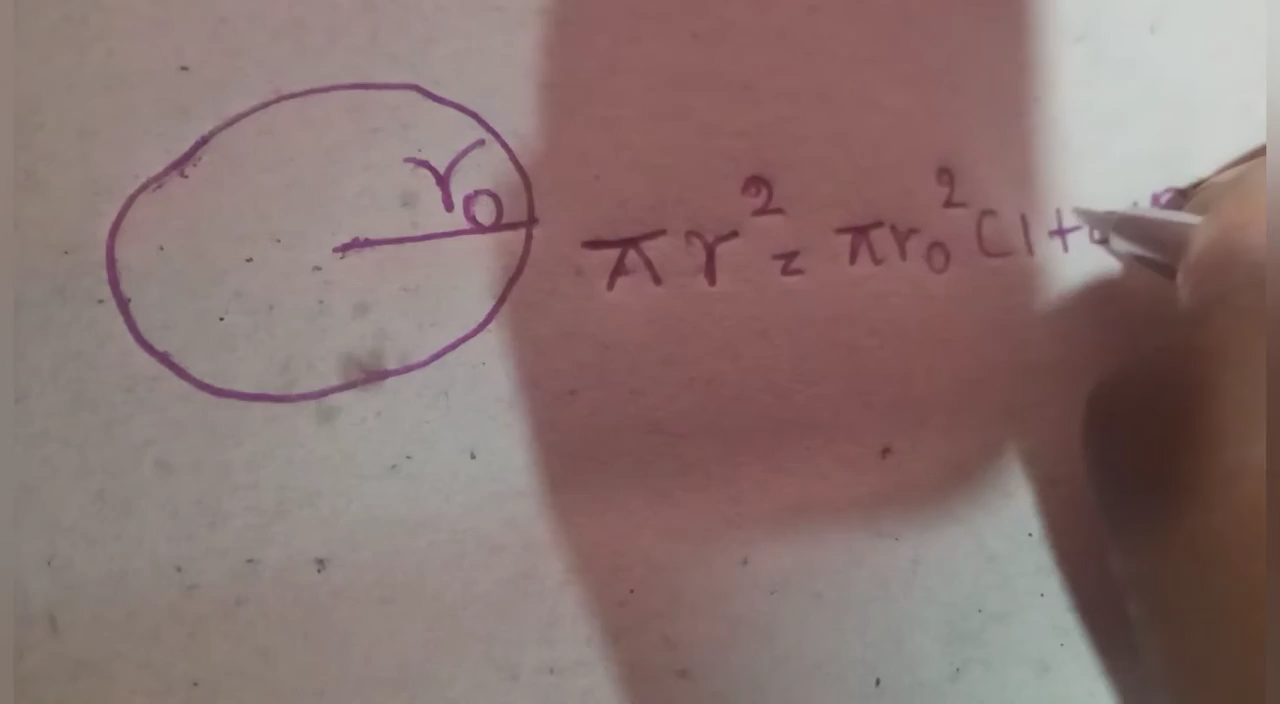 r₀
πr² = πr₀² (1+